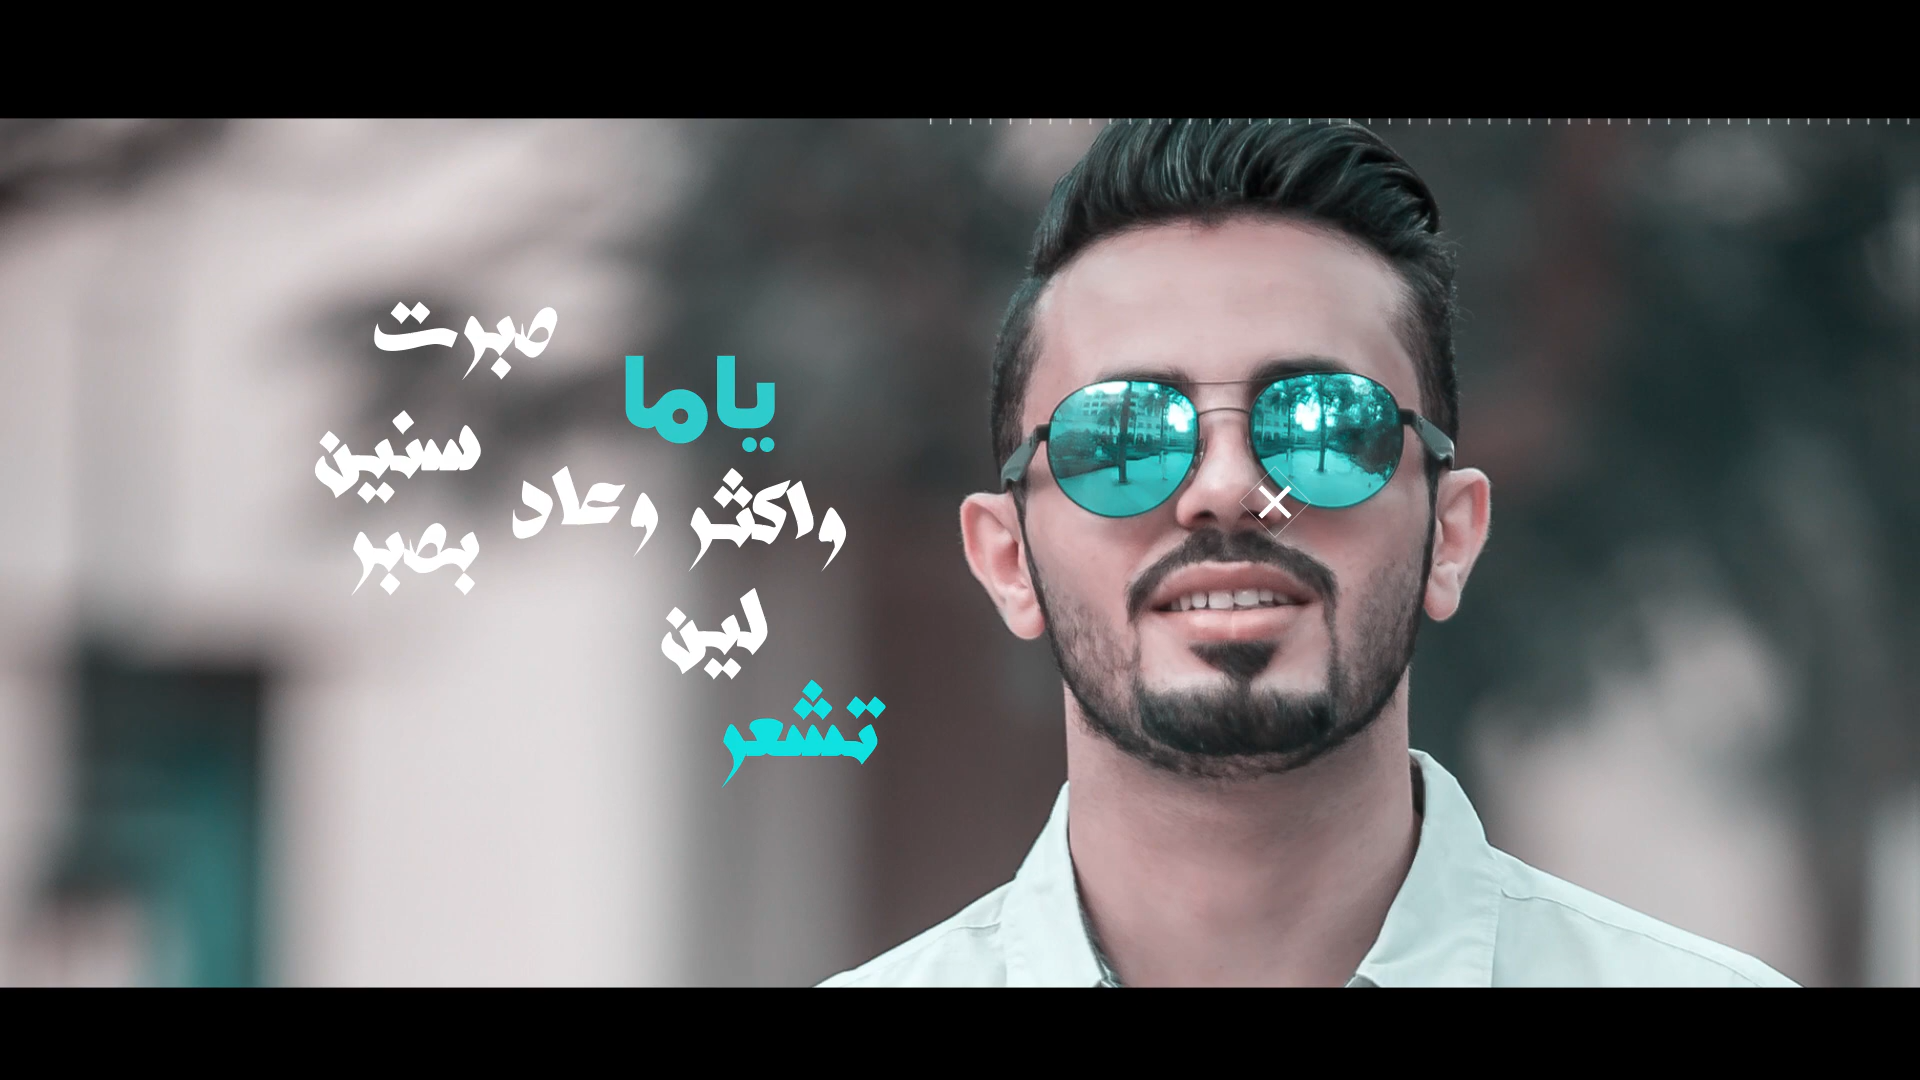 ياما
صبرت
سنين
واكثر وعاد
بصبر
لين
تشعر